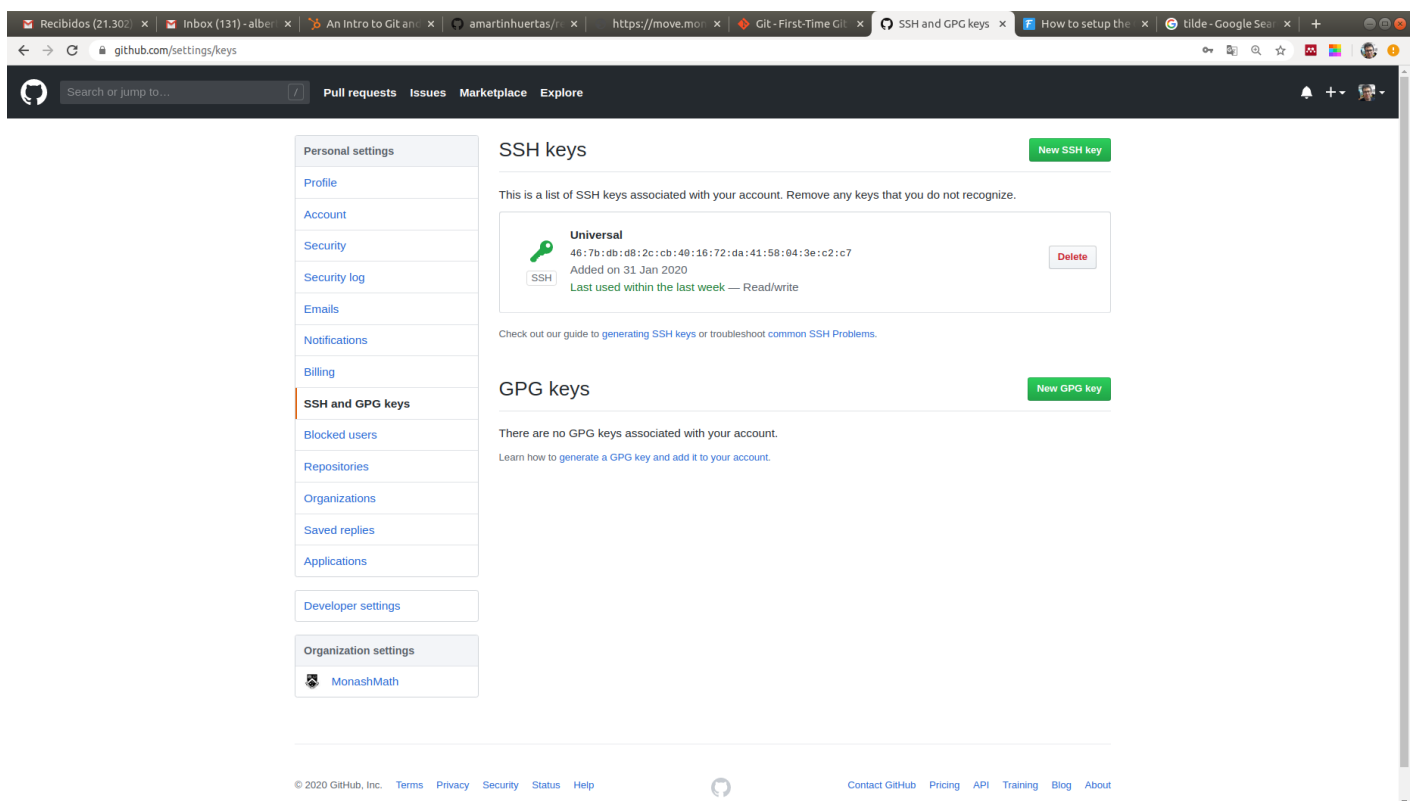 Recibidos (21.302)
Inbox (131) - alber
An Intro to Git and
amartinhuertas/re
https://move.mon
Git - First-Time Git
SSH and GPG keys
How to setup the
tilde - Google Sear
github.com/settings/keys
Search or jump to…
/
Pull requests Issues Marketplace Explore
Personal settings
Profile
Account
Security
Security log
Emails
Notifications
Billing
SSH and GPG keys
Blocked users
Repositories
Organizations
Saved replies
Applications
Developer settings
Organization settings
MonashMath
SSH keys
New SSH key
This is a list of SSH keys associated with your account. Remove any keys that you do not recognize.
Universal
46:7b:db:d8:2c:cb:40:16:72:da:41:58:04:3e:c2:c7
Added on 31 Jan 2020
SSH
Last used within the last week — Read/write
Delete
Check out our guide to generating SSH keys or troubleshoot common SSH Problems.
GPG keys
New GPG key
There are no GPG keys associated with your account.
Learn how to generate a GPG key and add it to your account.
© 2020 GitHub, Inc. Terms Privacy Security Status Help
Contact GitHub Pricing API Training Blog About